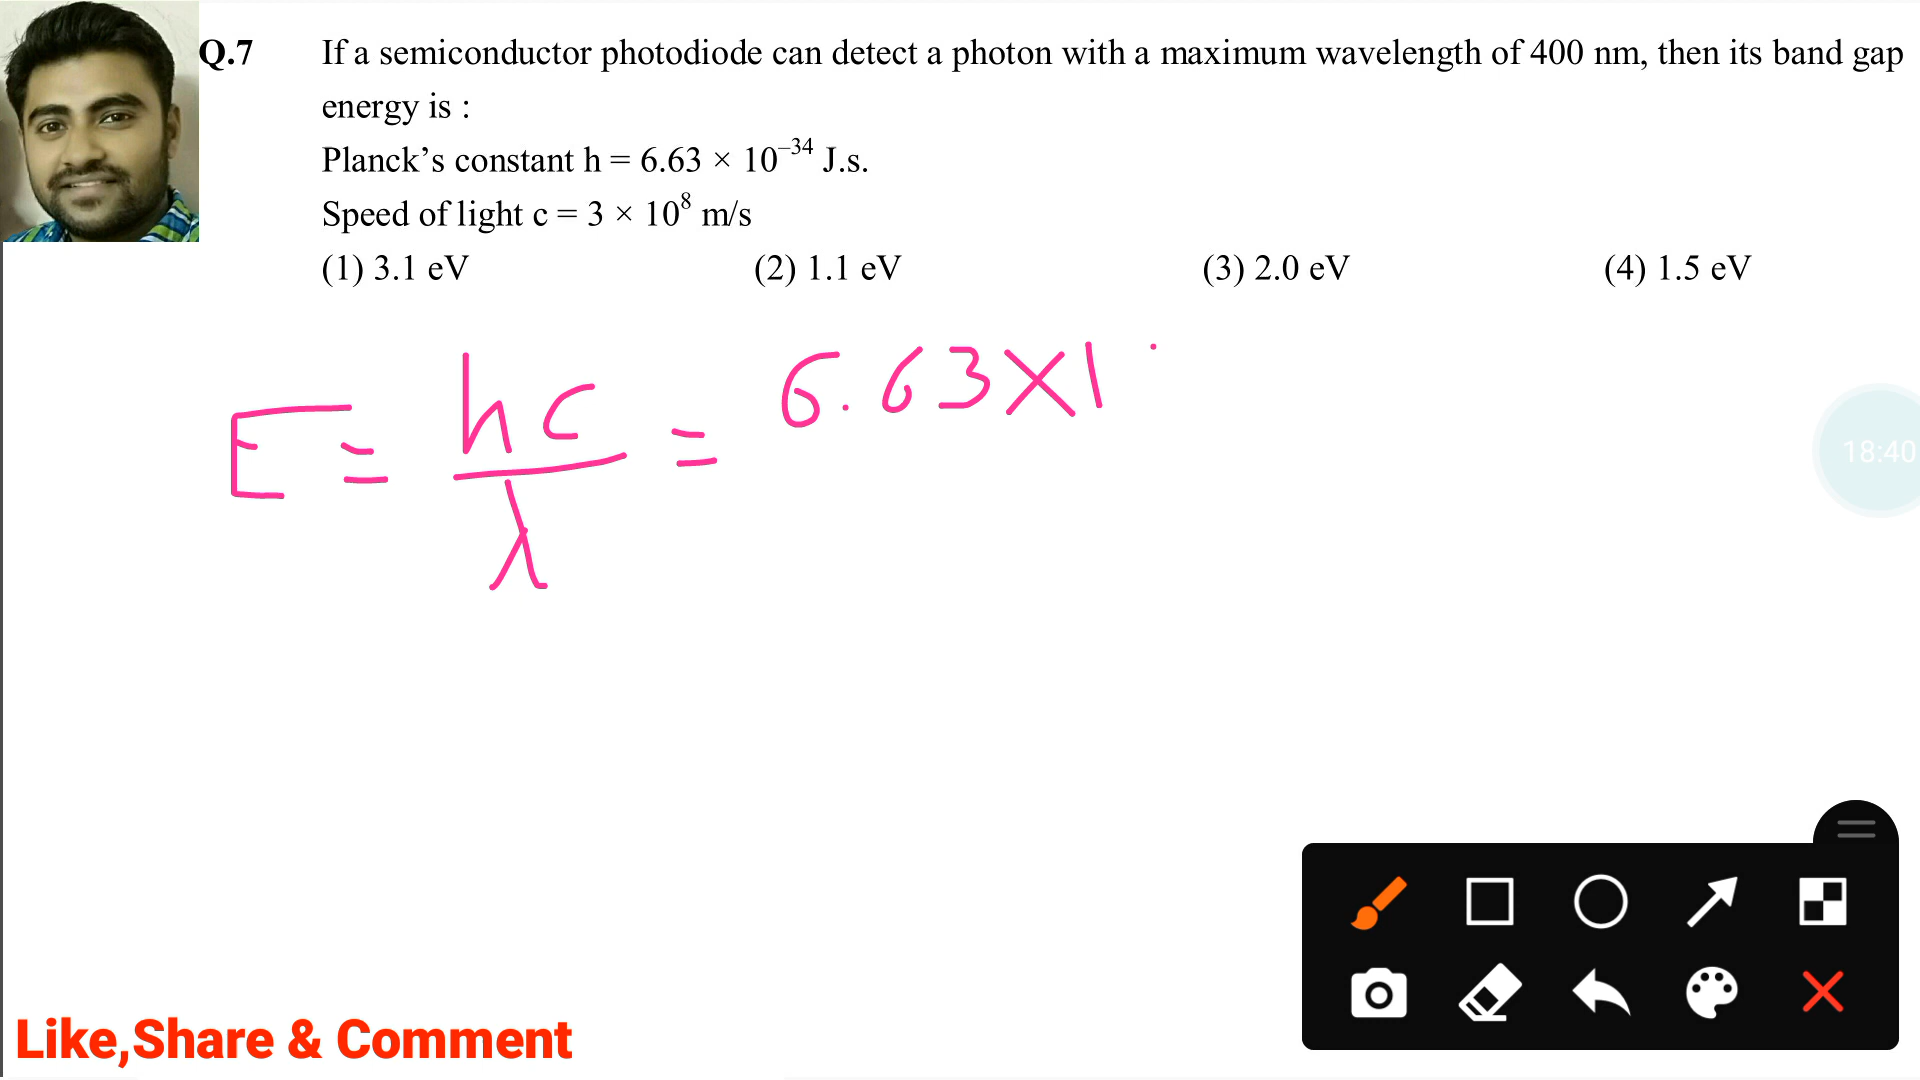 Q.7 If a semiconductor photodiode can detect a photon with a maximum wavelength of 400 nm, then its band gap
energy is :
Planck’s constant h = 6.63 × 10⁻³⁴ J.s.
Speed of light c = 3 × 10⁸ m/s
(1) 3.1 eV (2) 1.1 eV (3) 2.0 eV (4) 1.5 eV
E = hc/λ = 6.63×1
18:40
Like,Share & Comment